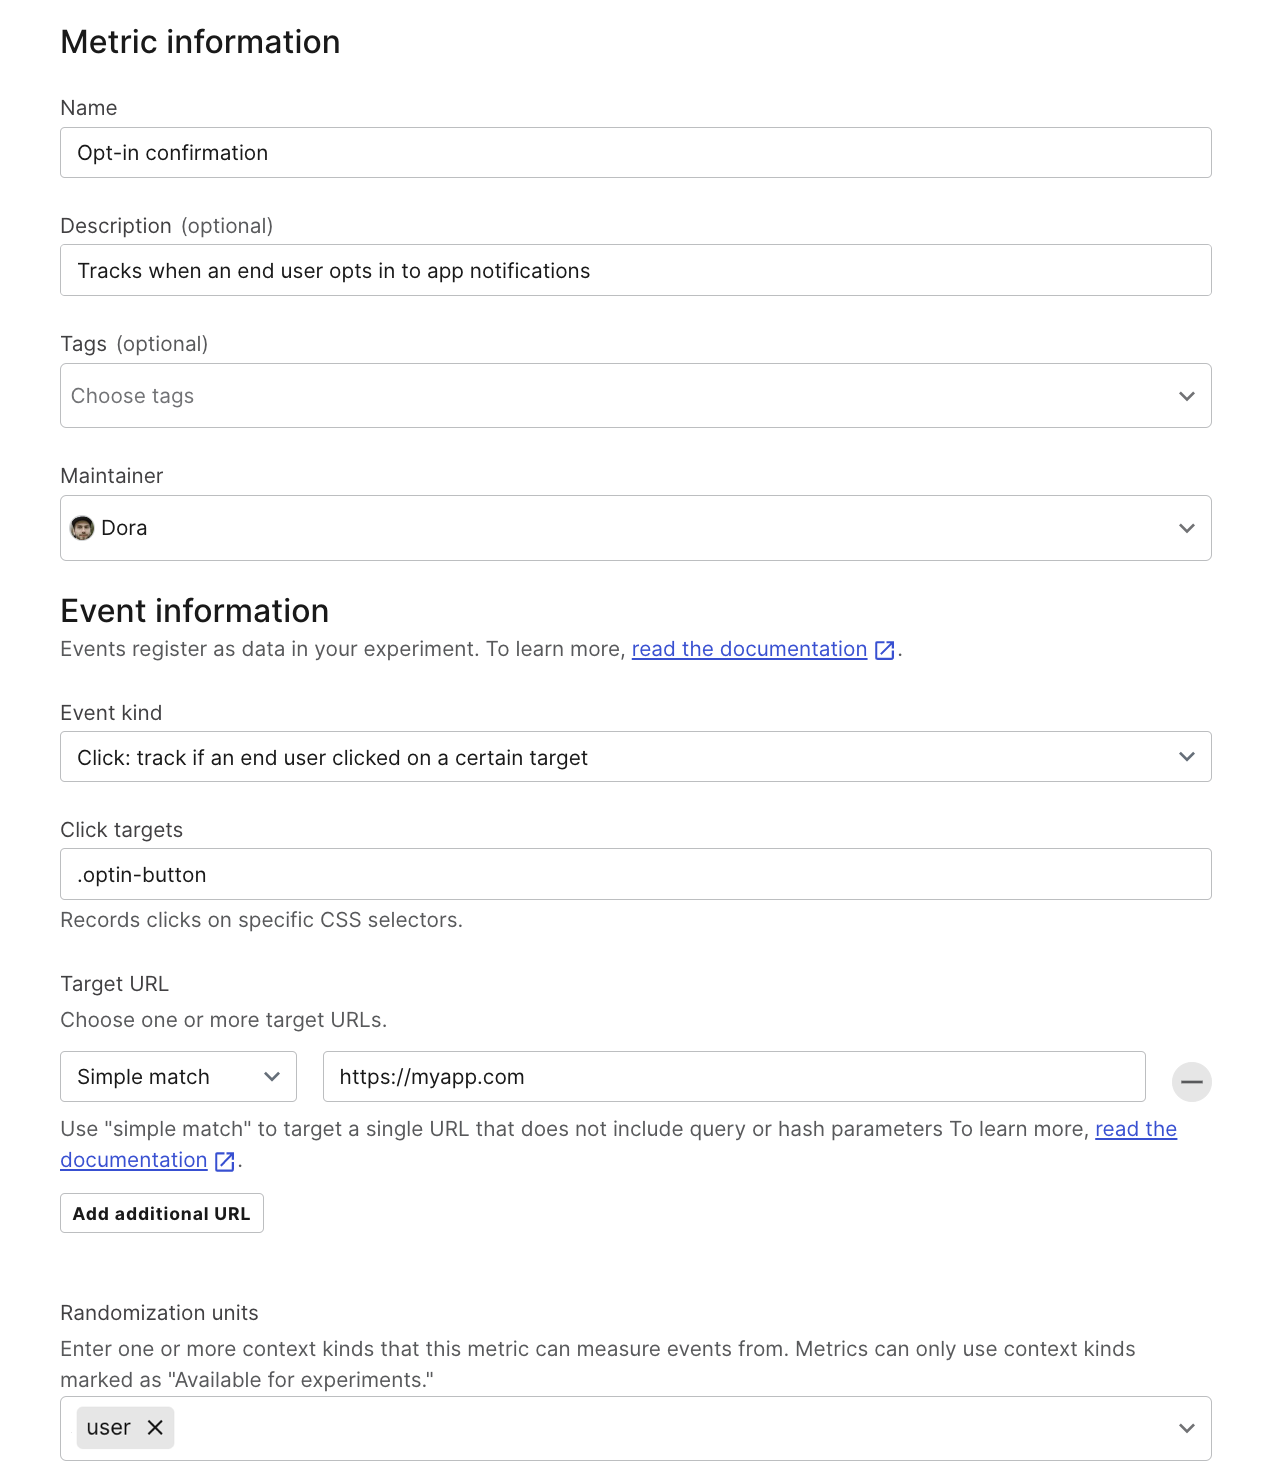 Metric information
Name
Opt-in confirmation
Description (optional)
Tracks when an end user opts in to app notifications
Tags (optional)
Choose tags
Maintainer
Dora
Event information
Events register as data in your experiment. To learn more, read the documentation.
Event kind
Click: track if an end user clicked on a certain target
Click targets
.optin-button
Records clicks on specific CSS selectors.
Target URL
Choose one or more target URLs.
Simple match
https://myapp.com
Use "simple match" to target a single URL that does not include query or hash parameters To learn more, read the
documentation.
Add additional URL
Randomization units
Enter one or more context kinds that this metric can measure events from. Metrics can only use context kinds
marked as "Available for experiments."
user